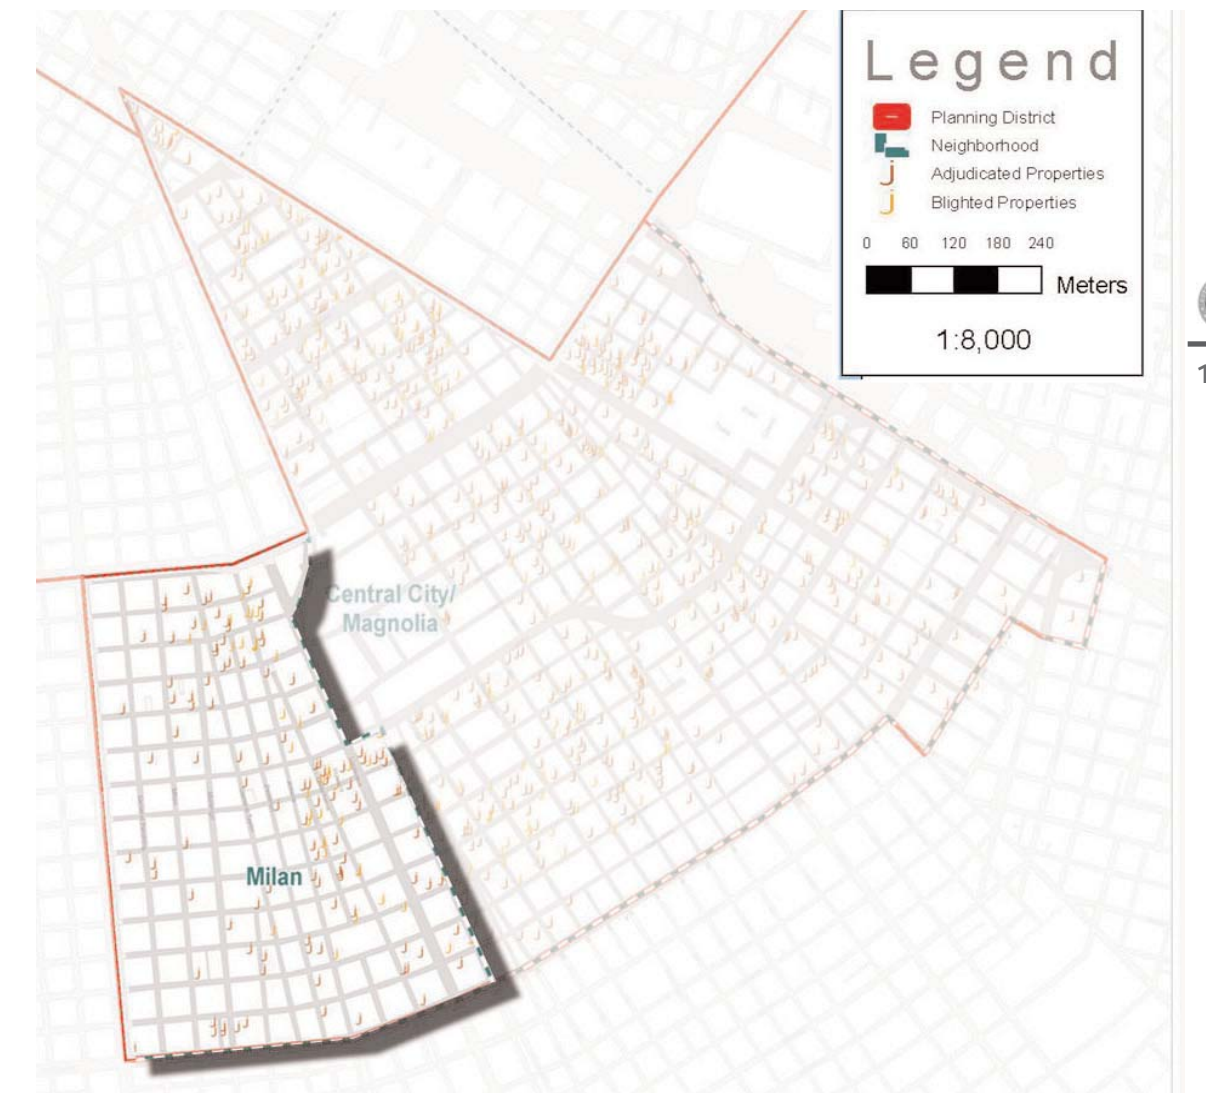 Legend
Planning District
Neighborhood
Adjudicated Properties
Blighted Properties
0 60 120 180 240
Meters
1:8,000
1
Central City/
Magnolia
Milan